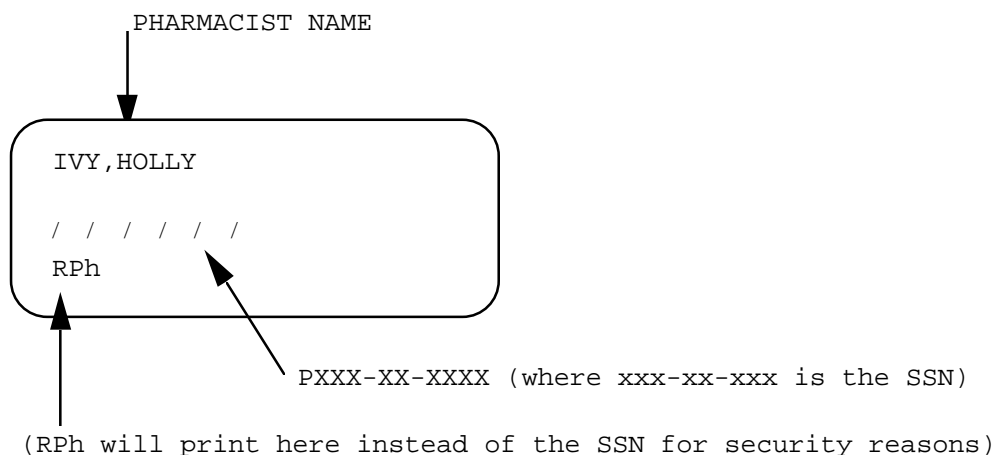 PHARMACIST NAME
IVY,HOLLY
/ / / / / /
RPh
PXXX-XX-XXXX (where xxx-xx-xxx is the SSN)
(RPh will print here instead of the SSN for security reasons)